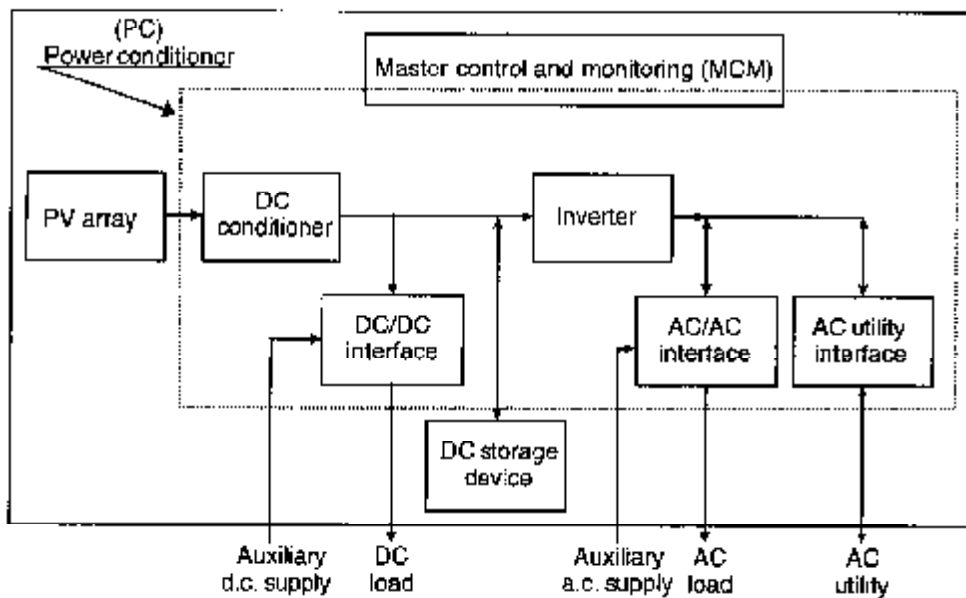 (PC)
Power conditioner
Master control and monitoring (MCM)
PV array
DC
conditioner
Inverter
DC/DC
interface
AC/AC
interface
AC utility
interface
DC storage
device
Auxiliary
d.c. supply
DC
load
Auxiliary
a.c. supply
AC
load
AC
utility